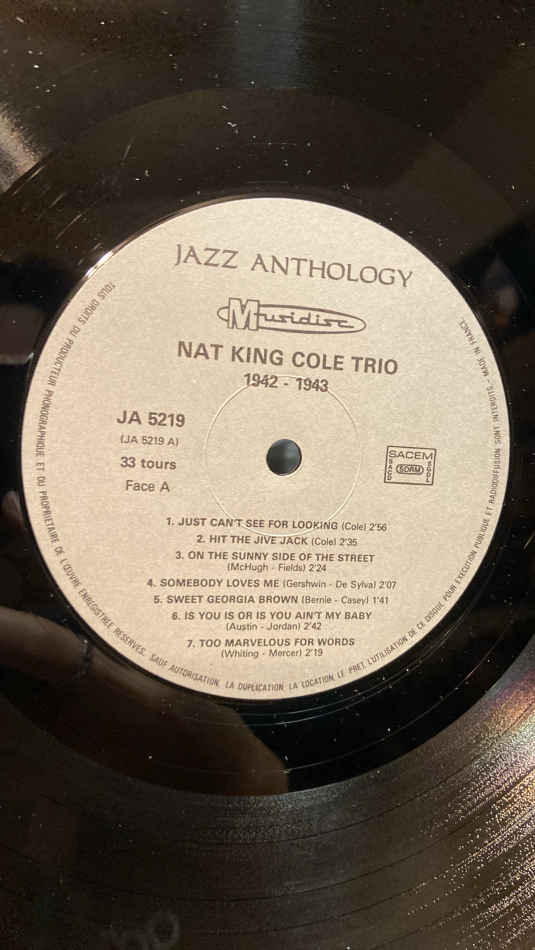 JAZZ ANTHOLOGY
Musidisc
NAT KING COLE TRIO
1942 - 1943
JA 5219
(JA 5219 A)
33 tours
Face A
SACEM
SACD
SDRM
SGDL
1. JUST CAN'T SEE FOR LOOKING (Cole) 2'56
2. HIT THE JIVE JACK (Cole) 2'35
3. ON THE SUNNY SIDE OF THE STREET
(McHugh - Fields) 2'24
4. SOMEBODY LOVES ME (Gershwin - De Sylva) 2'07
5. SWEET GEORGIA BROWN (Bernie - Casey) 1'41
6. IS YOU IS OR IS YOU AIN'T MY BABY
(Austin - Jordan) 2'42
7. TOO MARVELOUS FOR WORDS
(Whiting - Mercer) 2'19
TOUS DROITS DU PRODUCTEUR PHONOGRAPHIQUE ET DU PROPRIETAIRE DE L'ŒUVRE ENREGISTREE RESERVES. SAUF AUTORISATION, LA DUPLICATION, LA LOCATION, LE PRET, L'UTILISATION DE CE DISQUE POUR EXECUTION PUBLIQUE ET RADIODIFFUSION SONT INTERDITS - MADE IN FRANCE